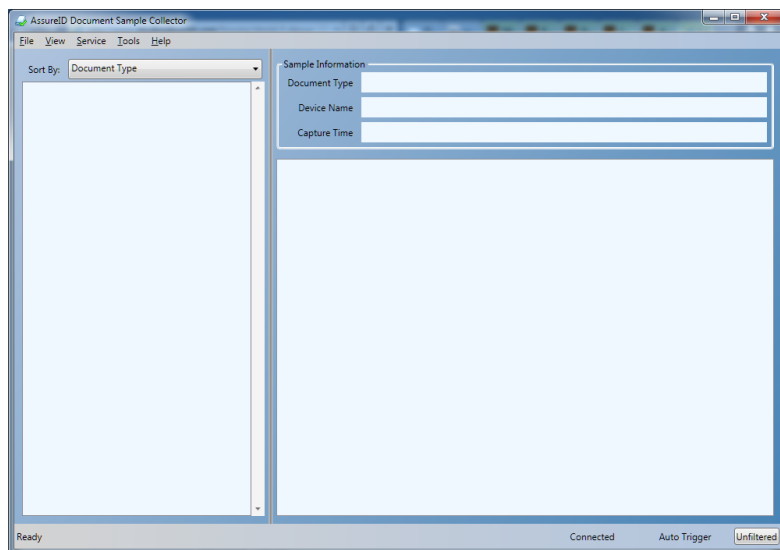 AssureID Document Sample Collector
File View Service Tools Help
Sort By: Document Type
Sample Information
Document Type
Device Name
Capture Time
Ready Connected Auto Trigger Unfiltered